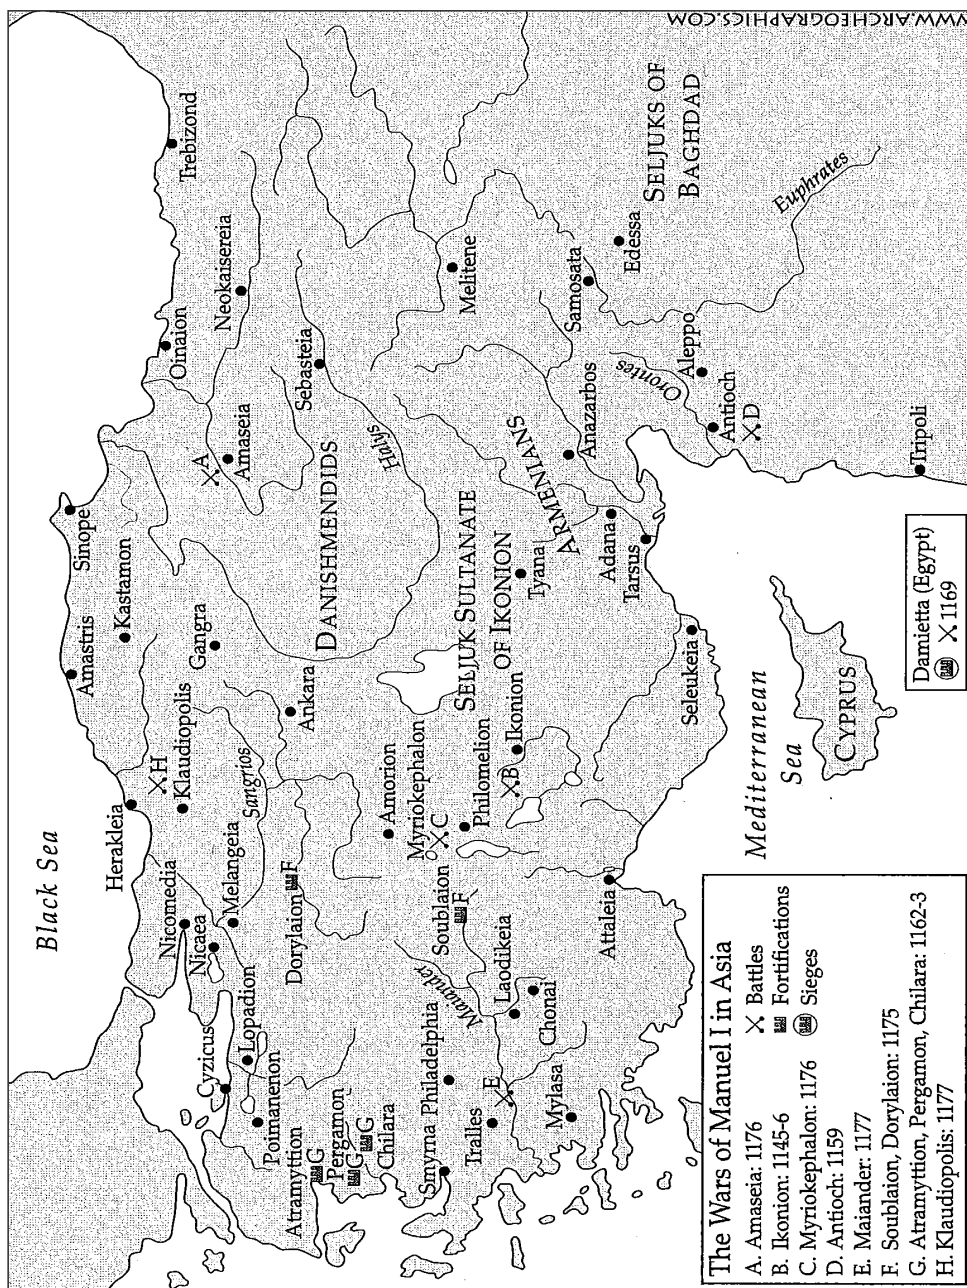 WWW.ARCHEOGRAPHICS.COM
Black Sea
Trebizond
Oinaion
Neokaisereia
Sinope
Amastris
Kastamon
A
Amaseia
Sebasteia
Gangra
DANISHMENDIDS
Halys
Herakleia
H
Klaudiopolis
Sangrios
Ankara
Nicomedia
Nicaea
Melangeia
Dorylaion
F
Cyzicus
Lopadion
Poimanenon
Atramyttion
G
Pergamon
G
G
Chilara
Smyrna
Philadelphia
Tralles
E
Mylasa
Maiander
Laodikeia
Chonai
Soublaion
F
Amorion
Myriokephalon
C
Philomelion
B
Ikonion
SELJUK SULTANATE
OF IKONION
Tyana
ARMENIANS
Melitene
Samosata
Edessa
SELJUKS OF
BAGHDAD
Euphrates
Anazarbos
Adana
Tarsus
Orontes
Aleppo
Antioch
D
Tripoli
Seleukeia
Attaleia
Mediterranean
Sea
CYPRUS
Damietta (Egypt)
1169
The Wars of Manuel I in Asia
A. Amaseia: 1176
B. Ikonion: 1145-6
C. Myriokephalon: 1176
D. Antioch: 1159
E. Maiander: 1177
F. Soublaion, Dorylaion: 1175
G. Atramyttion, Pergamon, Chilara: 1162-3
H. Klaudiopolis: 1177
Battles
Fortifications
Sieges